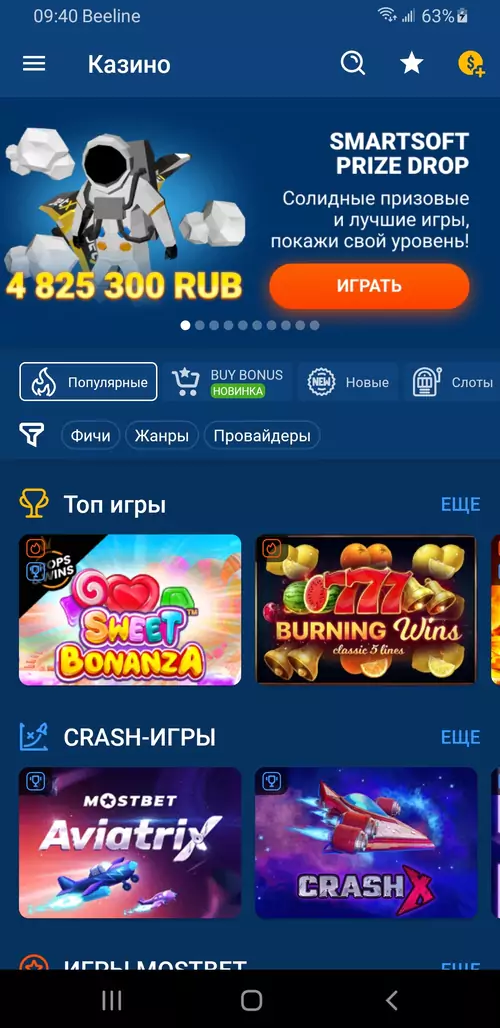 09:40 Beeline 63%
Казино
SMARTSOFT
PRIZE DROP
Солидные призовые
и лучшие игры,
покажи свой уровень!
4 825 300 RUB
ИГРАТЬ
Популярные
BUY BONUS
НОВИНКА
NEW
Новые
Слоты
Фичи
Жанры
Провайдеры
Топ игры
ЕЩЕ
WINS
SWEET
BONANZA
TM
777
BURNING Wins
classic 5 lines
CRASH-ИГРЫ
ЕЩЕ
MOSTBET
Aviatrix
CRASH X
ИГРЫ MOSTBET
ЕЩЕ